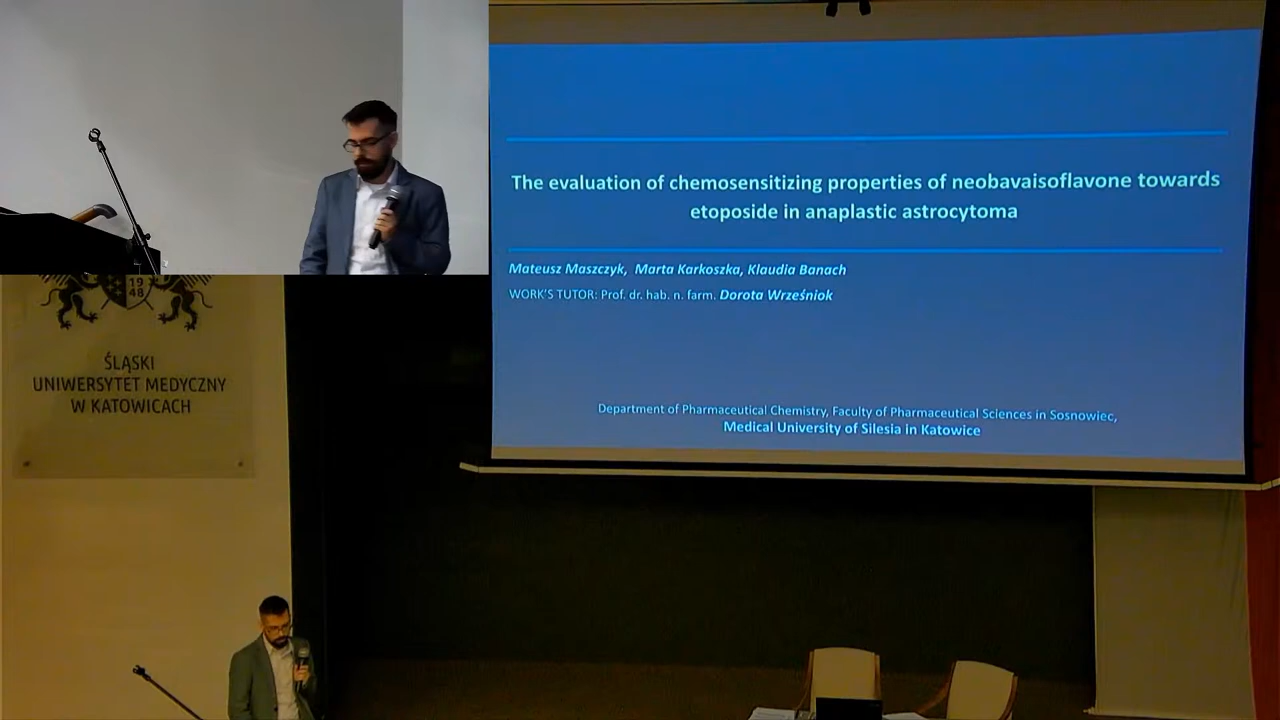 The evaluation of chemosensitizing properties of neobavaisoflavone towards
etoposide in anaplastic astrocytoma
Mateusz Maszczyk, Marta Karkoszka, Klaudia Banach
WORK'S TUTOR: Prof. dr. hab. n. farm. Dorota Wrześniok
Department of Pharmaceutical Chemistry, Faculty of Pharmaceutical Sciences in Sosnowiec,
Medical University of Silesia in Katowice
19
48
ŚLĄSKI
UNIWERSYTET MEDYCZNY
W KATOWICACH